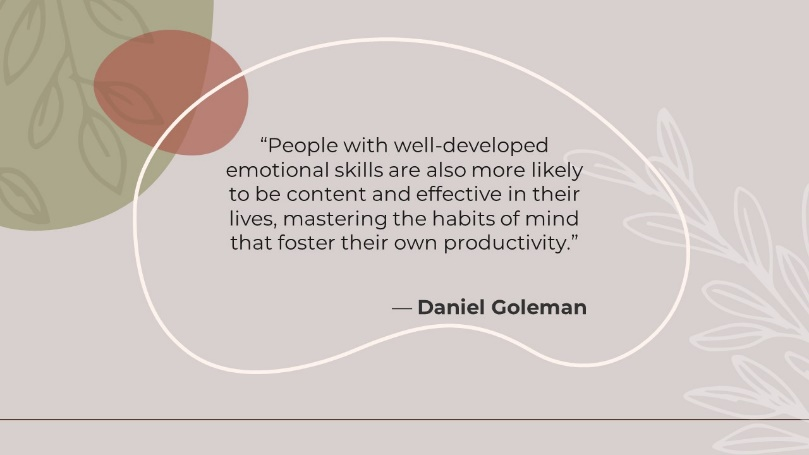 “People with well-developed
emotional skills are also more likely
to be content and effective in their
lives, mastering the habits of mind
that foster their own productivity.”
— Daniel Goleman